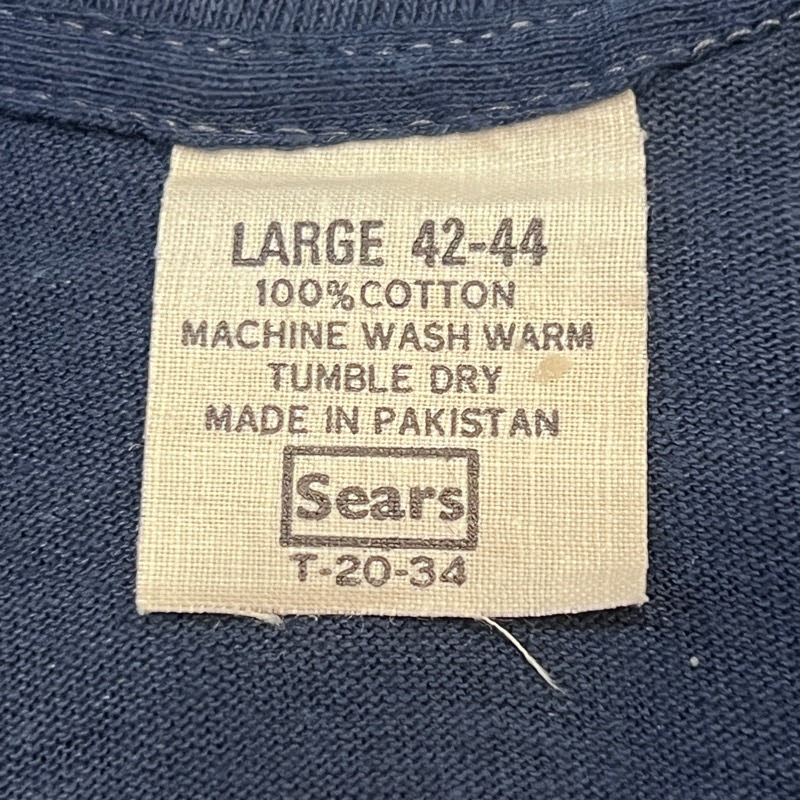 LARGE 42-44
100% COTTON
MACHINE WASH WARM
TUMBLE DRY
MADE IN PAKISTAN
Sears
T-20-34